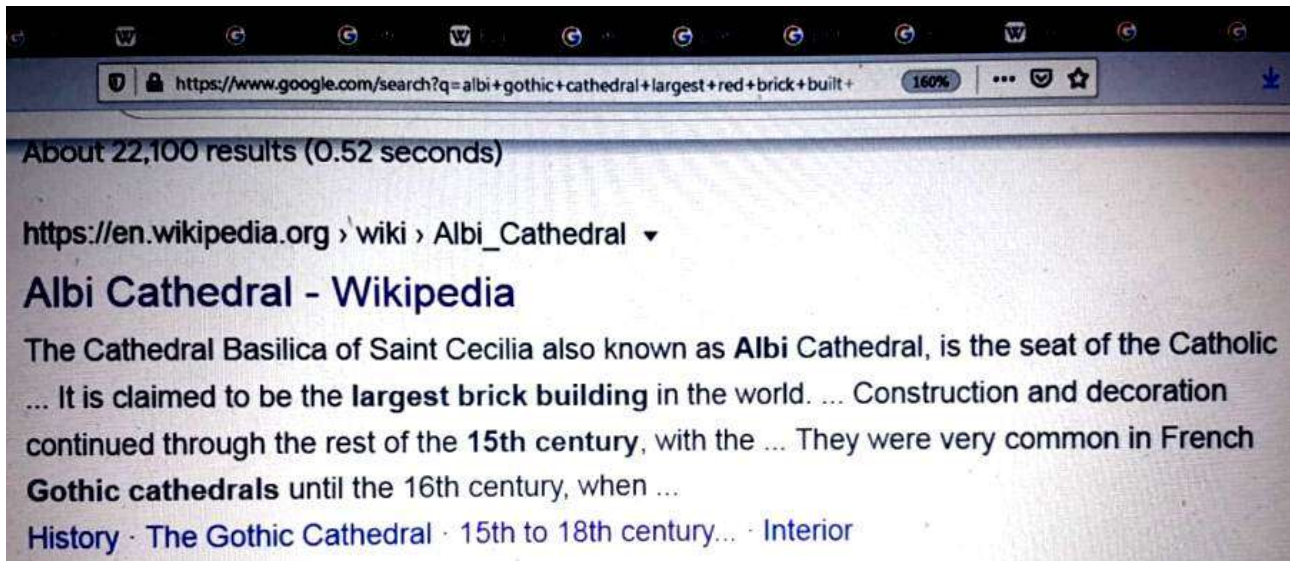 https://www.google.com/search?q=albi+gothic+cathedral+largest+red+brick+built+ 160%
About 22,100 results (0.52 seconds)
https://en.wikipedia.org › wiki › Albi_Cathedral
Albi Cathedral - Wikipedia
The Cathedral Basilica of Saint Cecilia also known as Albi Cathedral, is the seat of the Catholic
... It is claimed to be the largest brick building in the world. ... Construction and decoration
continued through the rest of the 15th century, with the ... They were very common in French
Gothic cathedrals until the 16th century, when ...
History · The Gothic Cathedral · 15th to 18th century... · Interior